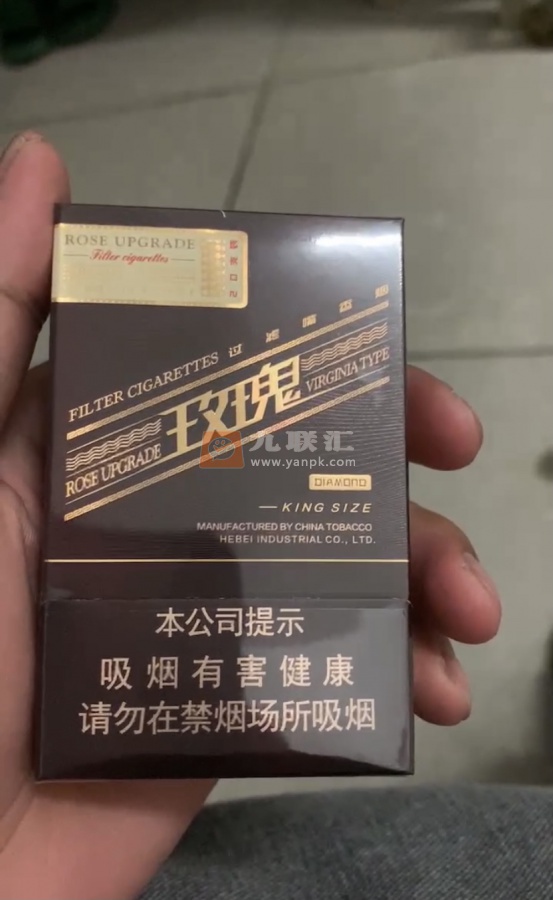 ROSE UPGRADE
Filter cigarettes
FILTER CIGARETTES 过滤嘴香烟
玫瑰
ROSE UPGRADE
VIRGINIA TYPE
九联汇
www.yanpk.com
DIAMOND
KING SIZE
MANUFACTURED BY CHINA TOBACCO
HEBEI INDUSTRIAL CO., LTD.
本公司提示
吸烟有害健康
请勿在禁烟场所吸烟